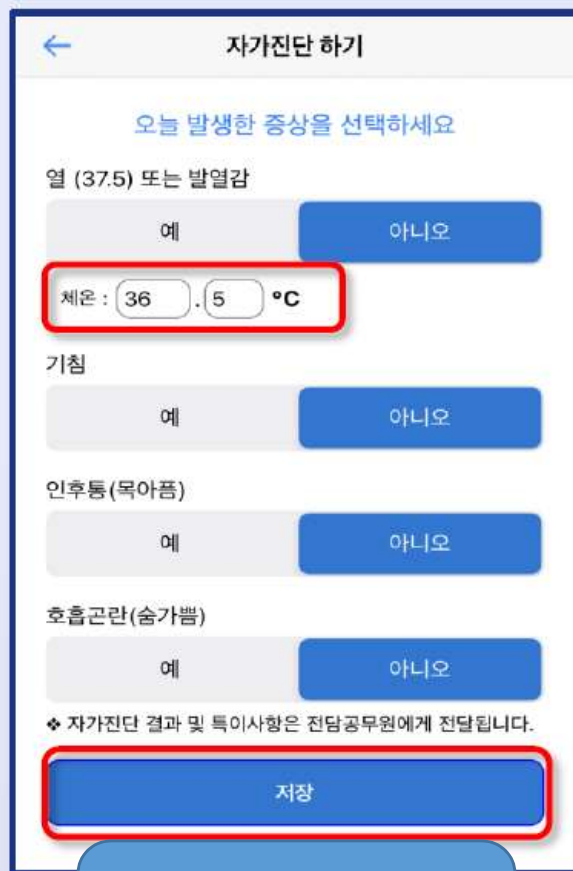 ← 자가진단 하기
오늘 발생한 증상을 선택하세요
열 (37.5) 또는 발열감
예 아니오
체온 : 36 . 5 °C
기침
예 아니오
인후통(목아픔)
예 아니오
호흡곤란(숨가쁨)
예 아니오
❖ 자가진단 결과 및 특이사항은 전담공무원에게 전달됩니다.
저장